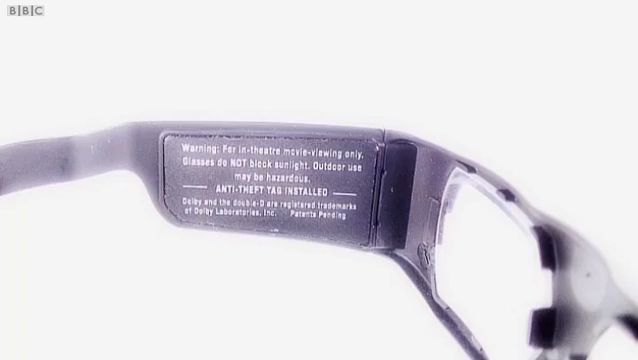 BBC
Warning: For in-theatre movie-viewing only.
Glasses do NOT block sunlight. Outdoor use
may be hazardous.
ANTI-THEFT TAG INSTALLED
Dolby and the double-D are registered trademarks
of Dolby Laboratories, Inc. Patents Pending